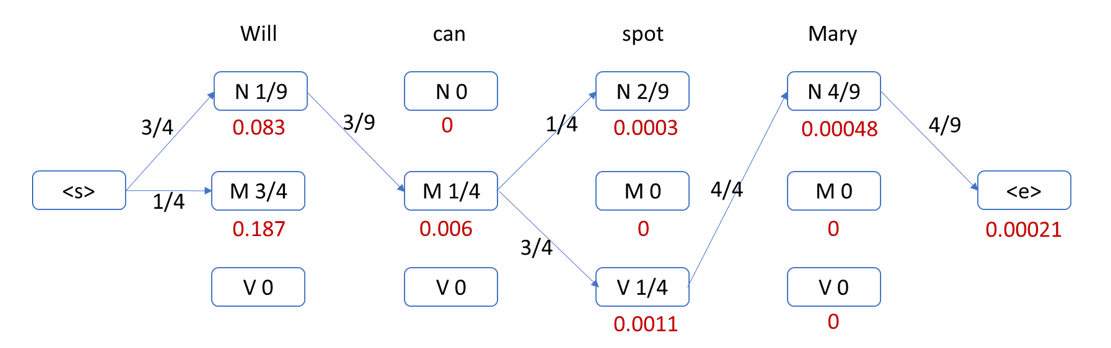 Will can spot Mary
N 1/9 N 0 N 2/9 N 4/9
3/4 3/9 1/4 4/9
0.083 0 0.0003 0.00048
<s> M 3/4 M 1/4 M 0 M 0 <e>
1/4 4/4
0.187 0.006 0 0 0.00021
3/4
V 0 V 0 V 1/4 V 0
0.0011 0